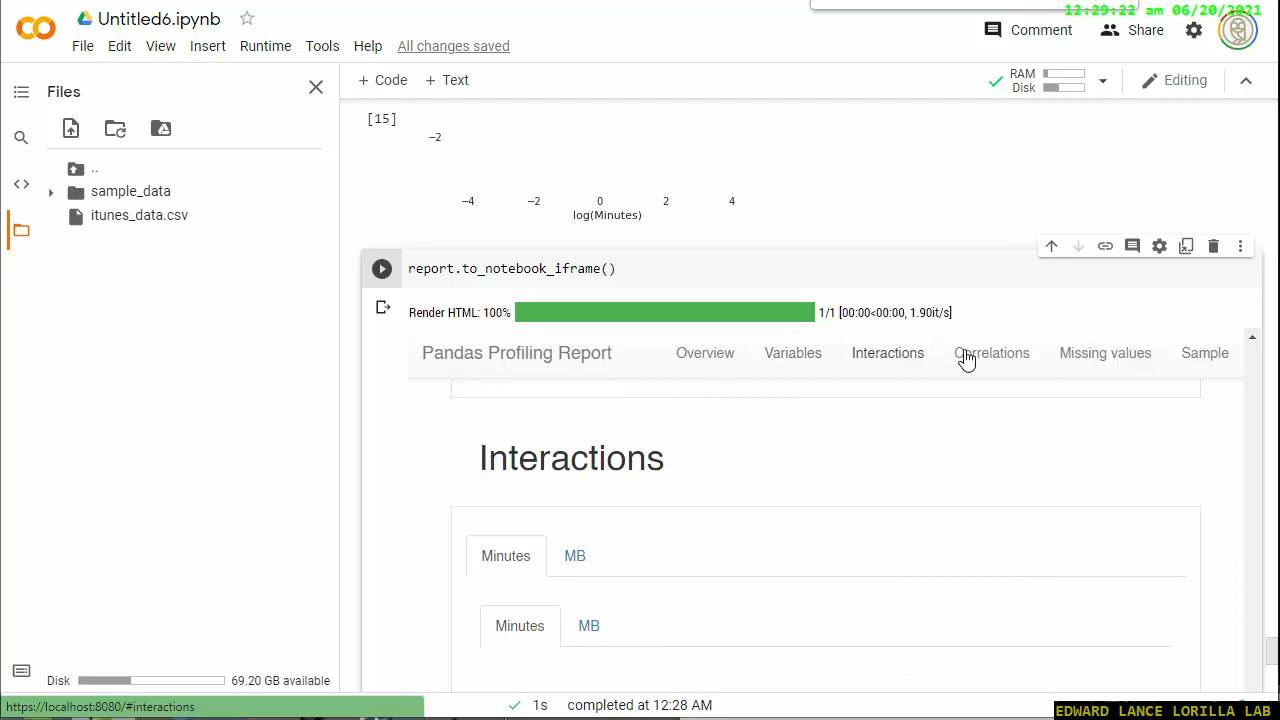 Untitled6.ipynb
12:29:22 am 06/20/2021
File Edit View Insert Runtime Tools Help All changes saved
Comment Share
Files
+ Code + Text
RAM
Disk
Editing
[15]
−2
..
sample_data
itunes_data.csv
−4 −2 0 2 4
log(Minutes)
report.to_notebook_iframe()
Render HTML: 100% 1/1 [00:00<00:00, 1.90it/s]
Pandas Profiling Report Overview Variables Interactions Correlations Missing values Sample
Interactions
Minutes MB
Minutes MB
Disk 69.20 GB available
https://localhost:8080/#interactions
1s completed at 12:28 AM
EDWARD LANCE LORILLA LAB